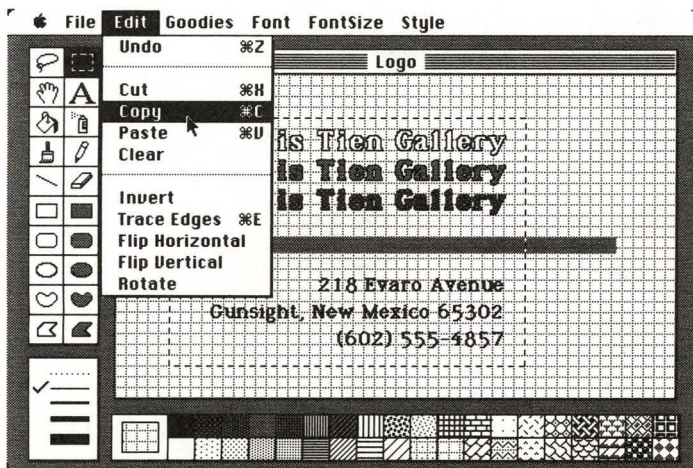 File Edit Goodies Font FontSize Style
Undo ⌘Z
Logo
Cut ⌘X
Copy ⌘C
Paste ⌘V
Clear
Invert
Trace Edges ⌘E
Flip Horizontal
Flip Vertical
Rotate
A
is Tien Gallery
is Tien Gallery
is Tien Gallery
218 Evaro Avenue
Gunsight, New Mexico 65302
(602) 555-4857